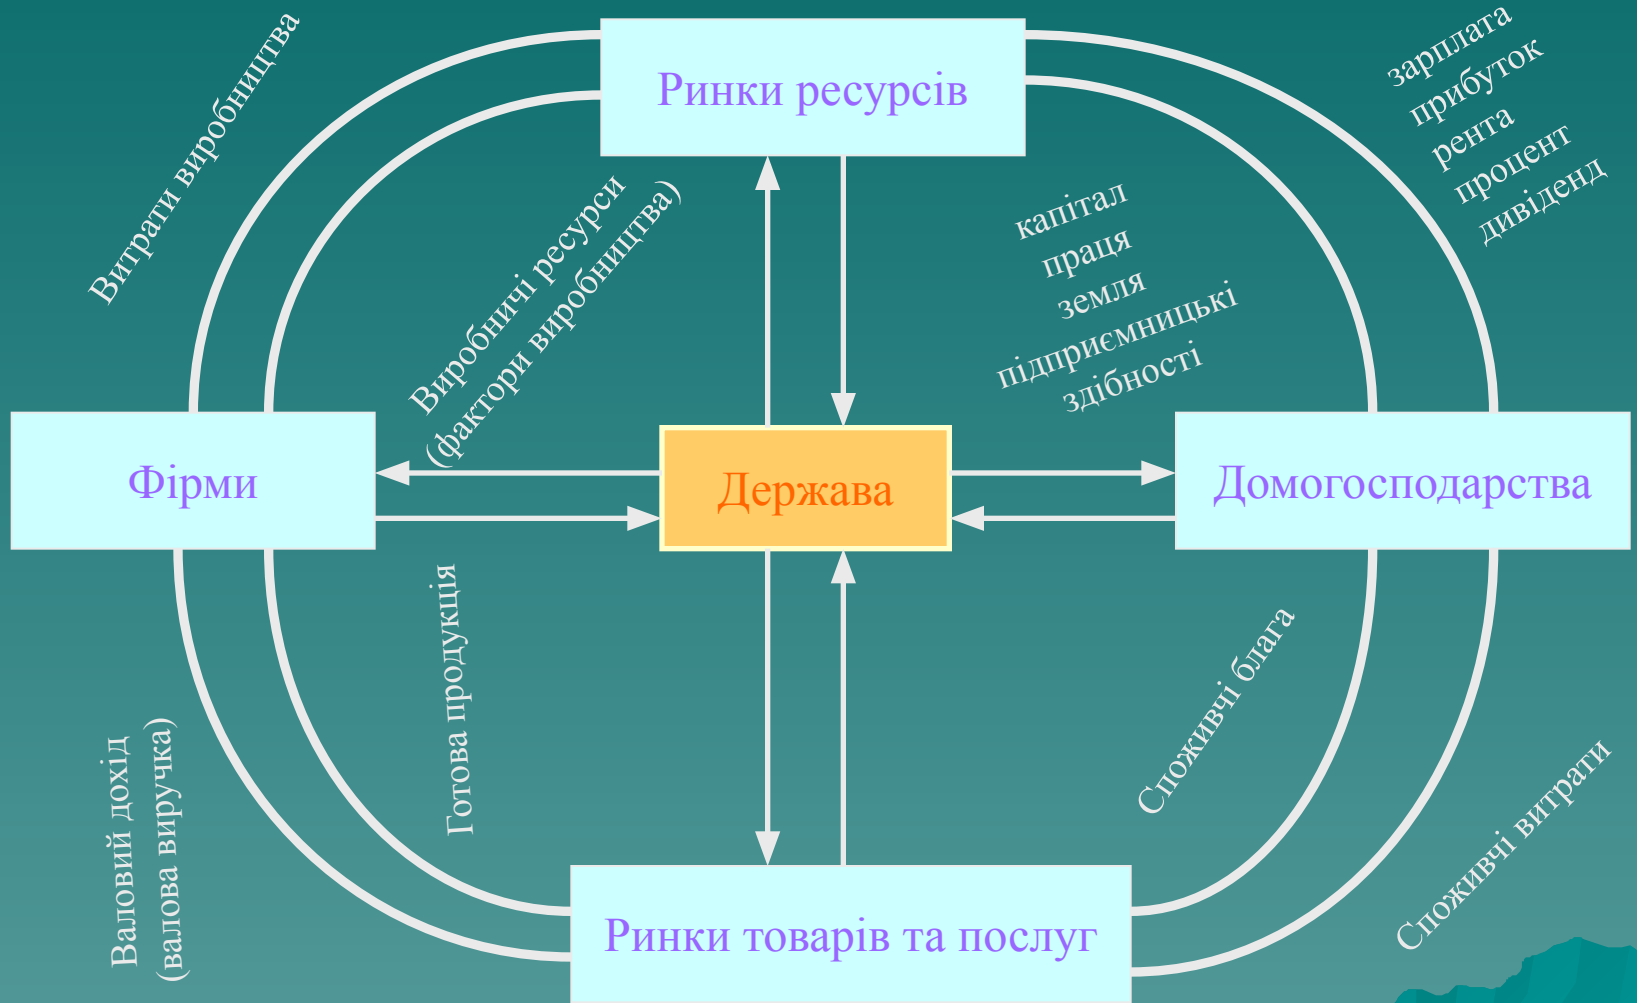 Ринки ресурсів
Витрати виробництва
Виробничі ресурси
(фактори виробництва)
капітал
праця
земля
підприємницькі
здібності
зарплата
прибуток
рента
процент
дивіденд
Фірми
Держава
Домогосподарства
Валовий дохід
(валова виручка)
Готова продукція
Споживчі блага
Споживчі витрати
Ринки товарів та послуг